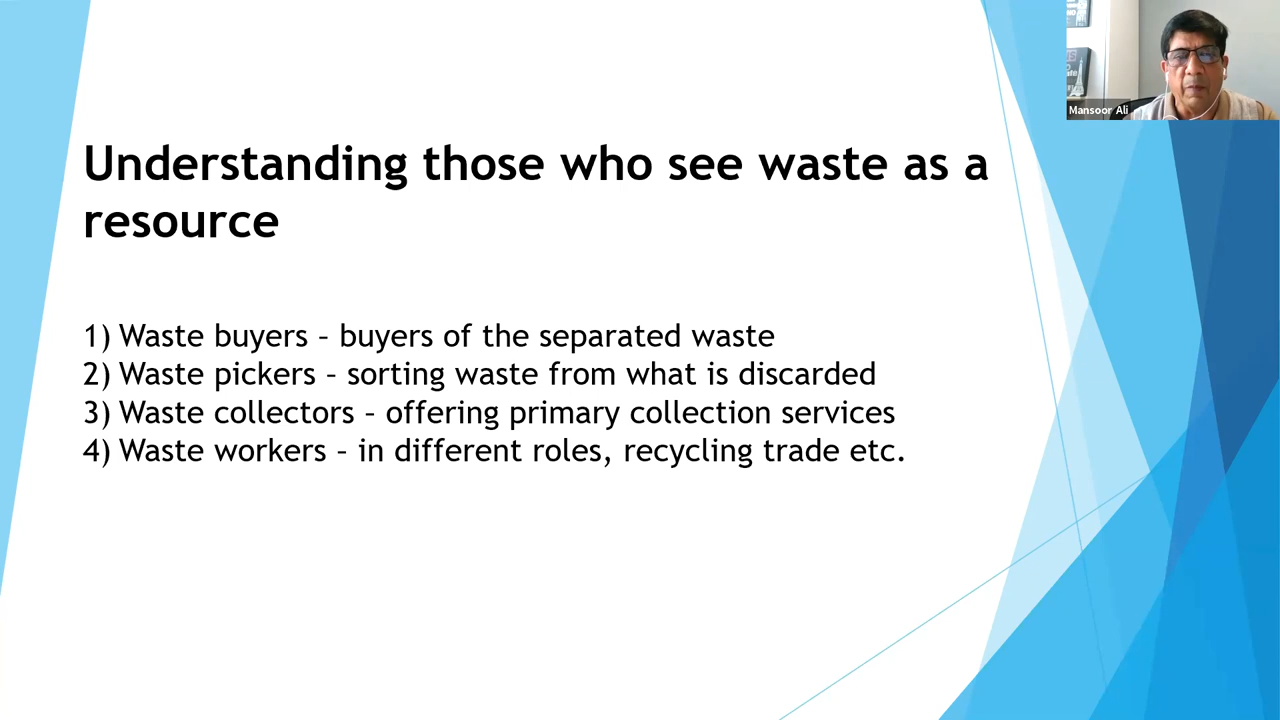 Understanding those who see waste as a
resource
1) Waste buyers – buyers of the separated waste
2) Waste pickers – sorting waste from what is discarded
3) Waste collectors – offering primary collection services
4) Waste workers – in different roles, recycling trade etc.
Mansoor Ali